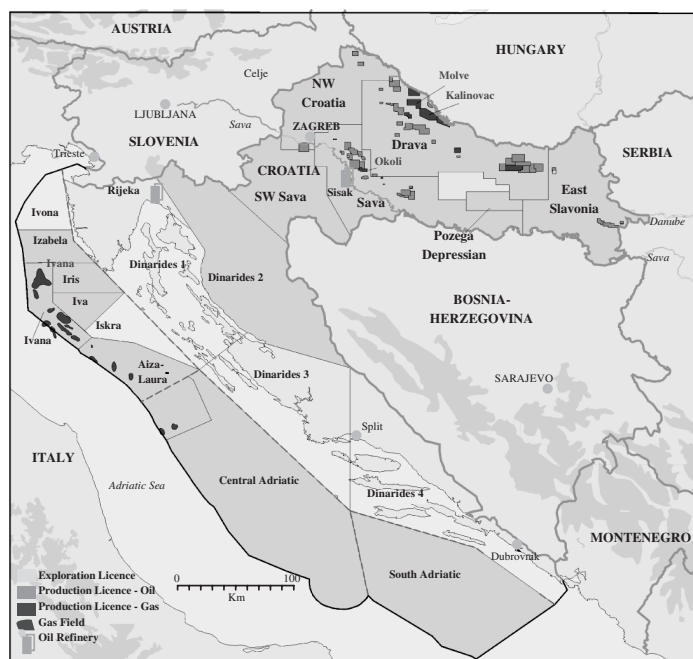 AUSTRIA
HUNGARY
Celje
NW
Croatia
Molve
Kalinovac
LJUBLJANA
Sava
ZAGREB
Drava
SLOVENIA
SERBIA
Trieste
Okoli
CROATIA
Rijeka
SW Sava
Sisak
Sava
East
Slavonia
Ivona
Danube
Izabela
Pozega
Depressian
Sava
Ivana
Dinarides 1
Iris
Dinarides 2
BOSNIA-
HERZEGOVINA
Iva
Ivana
Iskra
Aiza-
Laura
Dinarides 3
SARAJEVO
Split
ITALY
Central Adriatic
Adriatic Sea
Dinarides 4
MONTENEGRO
Dubrovnik
South Adriatic
Exploration Licence
Production Licence - Oil
Production Licence - Gas
Gas Field
Oil Refinery
0 100
Km